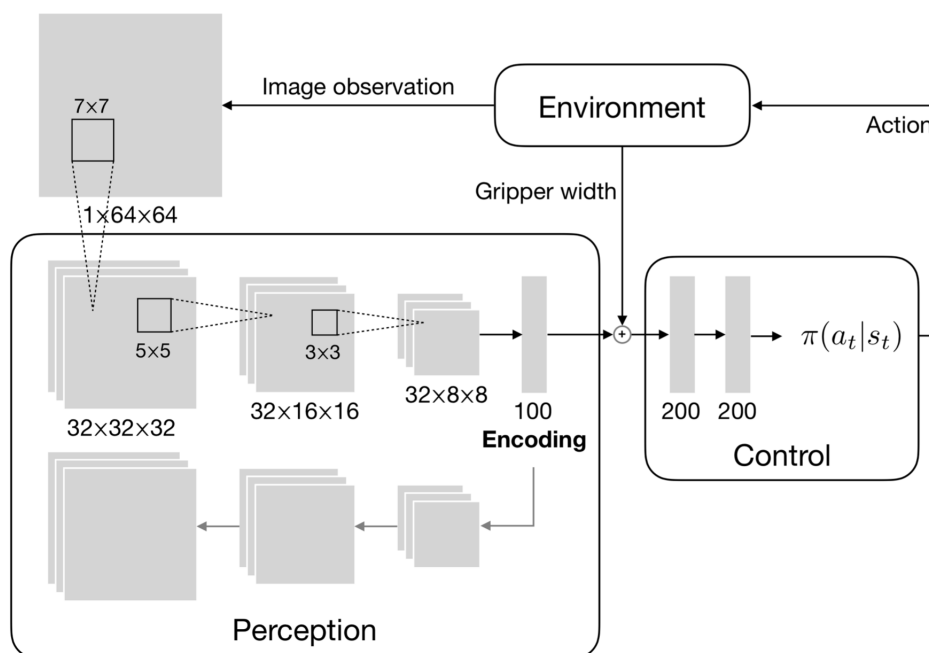 7×7
Image observation
Environment
Action
1×64×64
Gripper width
5×5
3×3
32×32×32
32×16×16
32×8×8
100
Encoding
+
200
200
π(a_t|s_t)
Control
Perception